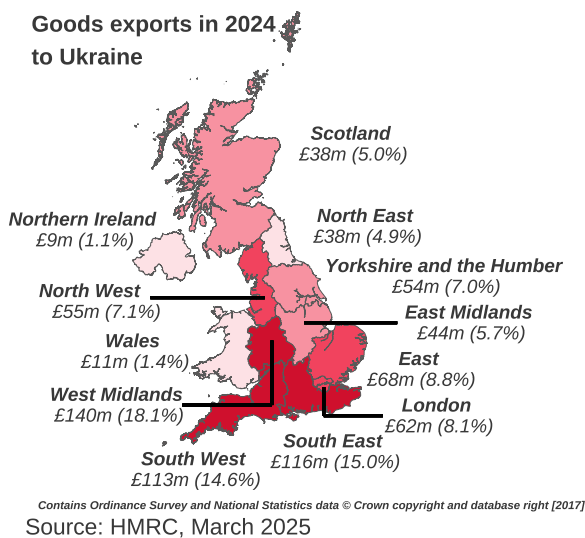 Goods exports in 2024
to Ukraine
Scotland
£38m (5.0%)
Northern Ireland
£9m (1.1%)
North East
£38m (4.9%)
Yorkshire and the Humber
£54m (7.0%)
North West
£55m (7.1%)
East Midlands
£44m (5.7%)
Wales
£11m (1.4%)
East
£68m (8.8%)
West Midlands
£140m (18.1%)
London
£62m (8.1%)
South East
£116m (15.0%)
South West
£113m (14.6%)
Contains Ordinance Survey and National Statistics data © Crown copyright and database right [2017]
Source: HMRC, March 2025